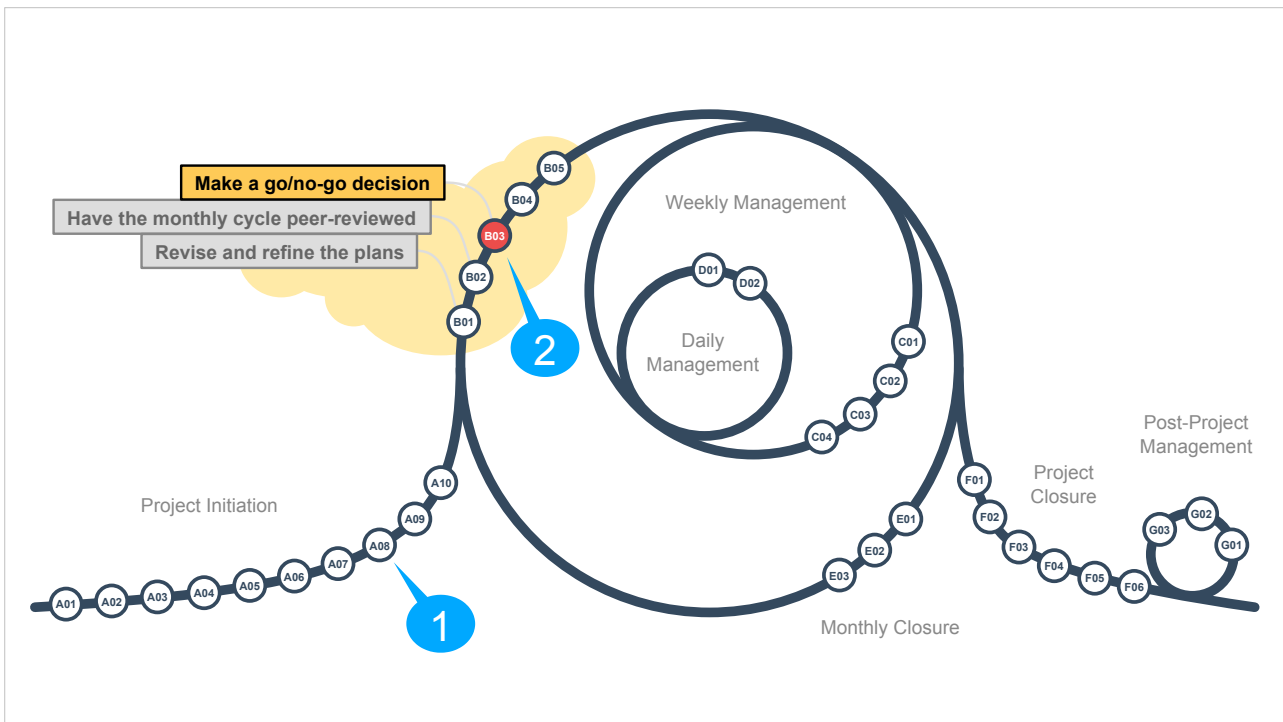 Make a go/no-go decision
Have the monthly cycle peer-reviewed
Revise and refine the plans
B05
B04
B03
B02
B01
2
Weekly Management
D01
D02
Daily
Management
C01
C02
C03
C04
Project Initiation
A01
A02
A03
A04
A05
A06
A07
A08
A09
A10
1
E01
E02
E03
Monthly Closure
F01
F02
F03
F04
F05
F06
Project
Closure
Post-Project
Management
G03
G02
G01